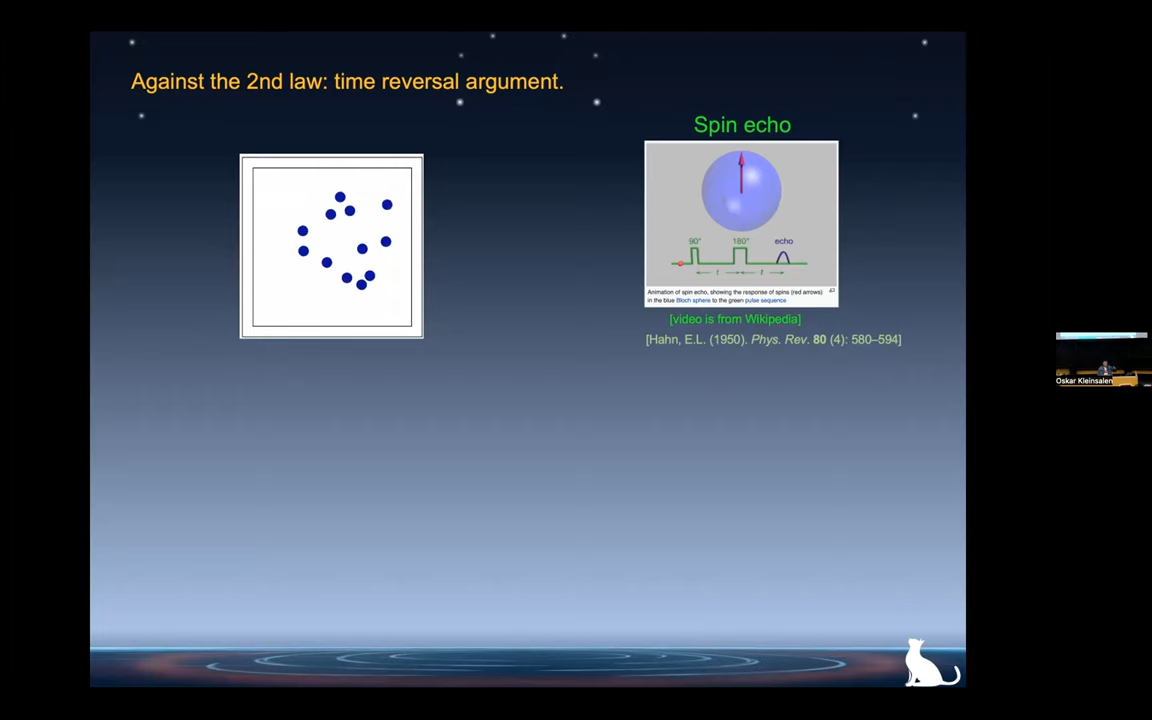 Against the 2nd law: time reversal argument.
Spin echo
90° 180° echo
t t
Animation of spin echo, showing the response of spins (red arrows)
in the blue Bloch sphere to the green pulse sequence
[video is from Wikipedia]
[Hahn, E.L. (1950). Phys. Rev. 80 (4): 580–594]
Oskar Kleinsalen